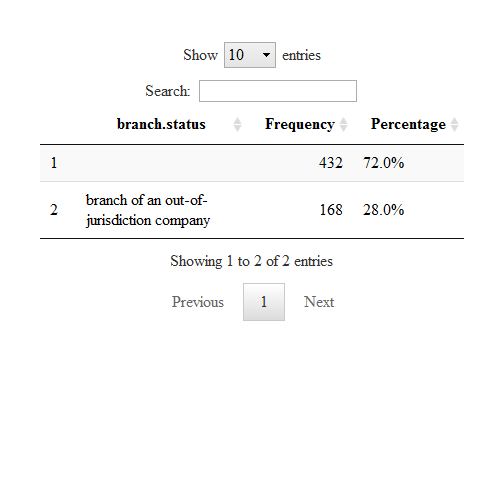 Show 10 entries
Search:
branch.status Frequency Percentage
1 432 72.0%
2 branch of an out-of-
jurisdiction company 168 28.0%
Showing 1 to 2 of 2 entries
Previous 1 Next